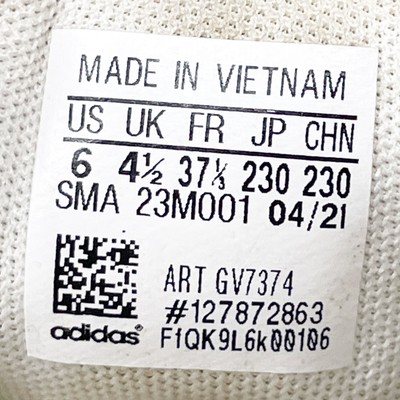 MADE IN VIETNAM
US UK FR JP CHN
6 4½ 37⅓ 230 230
SMA 23M001 04/21
ART GV7374
#127872863
adidas® F1QK9L6k00106